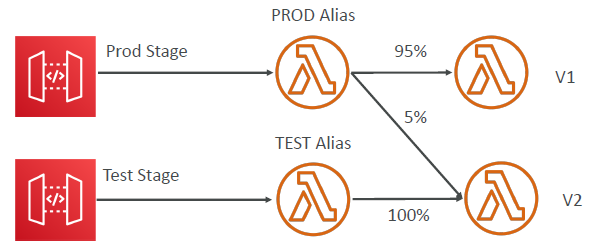 PROD Alias
Prod Stage
95%
V1
5%
TEST Alias
Test Stage
100%
V2